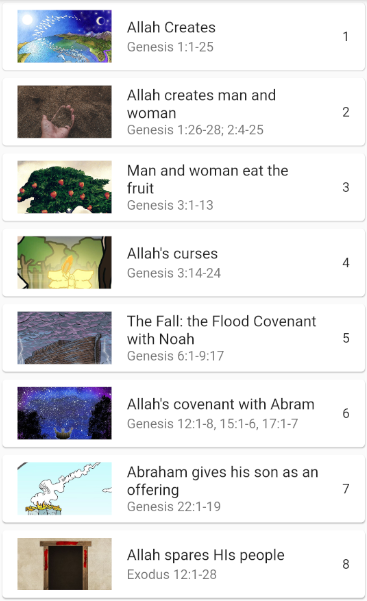 Allah Creates
Genesis 1:1-25
1
Allah creates man and
woman
Genesis 1:26-28; 2:4-25
2
Man and woman eat the
fruit
Genesis 3:1-13
3
Allah's curses
Genesis 3:14-24
4
The Fall: the Flood Covenant
with Noah
Genesis 6:1-9:17
5
Allah's covenant with Abram
Genesis 12:1-8, 15:1-6, 17:1-7
6
Abraham gives his son as an
offering
Genesis 22:1-19
7
Allah spares HIs people
Exodus 12:1-28
8